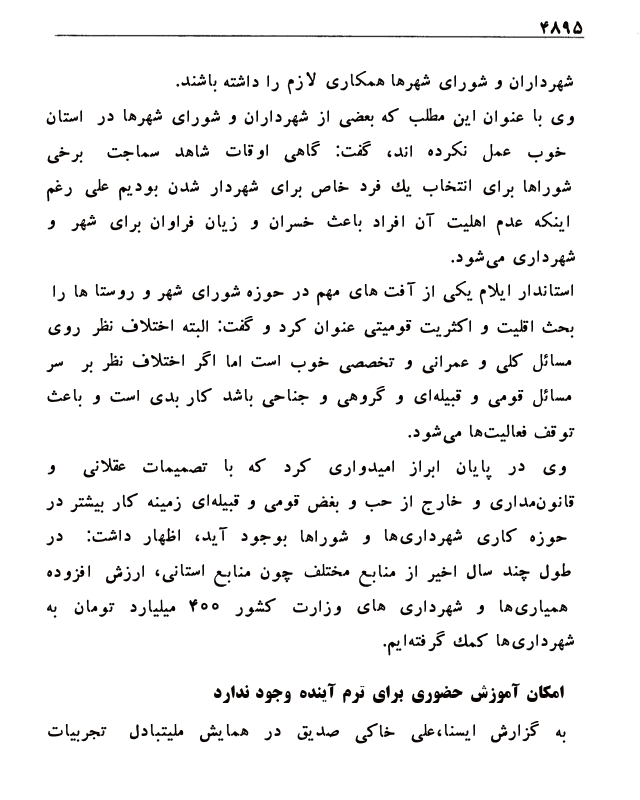 ۴۸۹۵
شهرداران و شورای شهرها همکاری لازم را داشته باشند.
وی با عنوان این مطلب که بعضی از شهرداران و شورای شهرها در استان
خوب عمل نکرده اند، گفت: گاهی اوقات شاهد سماجت برخی
شوراها برای انتخاب یك فرد خاص برای شهردار شدن بودیم علی رغم
اینکه عدم اهلیت آن افراد باعث خسران و زیان فراوان برای شهر و
شهرداری می‌شود.
استاندار ایلام یکی از آفت های مهم در حوزه شورای شهر و روستا ها را
بحث اقلیت و اکثریت قومیتی عنوان کرد و گفت: البته اختلاف نظر روی
مسائل کلی و عمرانی و تخصصی خوب است اما اگر اختلاف نظر بر سر
مسائل قومی و قبیله‌ای و گروهی و جناحی باشد کار بدی است و باعث
توقف فعالیت‌ها می‌شود.
وی در پایان ابراز امیدواری کرد که با تصمیمات عقلانی و
قانون‌مداری و خارج از حب و بغض قومی و قبیله‌ای زمینه کار بیشتر در
حوزه کاری شهرداری‌ها و شوراها بوجود آید، اظهار داشت: در
طول چند سال اخیر از منابع مختلف چون منابع استانی، ارزش افزوده
همیاری‌ها و شهرداری های وزارت کشور ۴۰۰ میلیارد تومان به
شهرداری‌ها کمك گرفته‌ایم.
امکان آموزش حضوری برای ترم آینده وجود ندارد
به گزارش ایسنا،علی خاکی صدیق در همایش ملیتبادل تجربیات